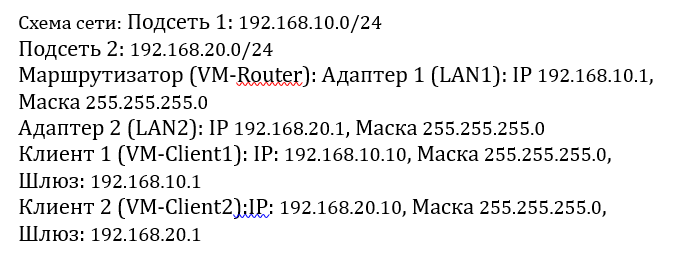 Схема сети: Подсеть 1: 192.168.10.0/24
Подсеть 2: 192.168.20.0/24
Маршрутизатор (VM-Router): Адаптер 1 (LAN1): IP 192.168.10.1,
Маска 255.255.255.0
Адаптер 2 (LAN2): IP 192.168.20.1, Маска 255.255.255.0
Клиент 1 (VM-Client1): IP: 192.168.10.10, Маска 255.255.255.0,
Шлюз: 192.168.10.1
Клиент 2 (VM-Client2):IP: 192.168.20.10, Маска 255.255.255.0,
Шлюз: 192.168.20.1